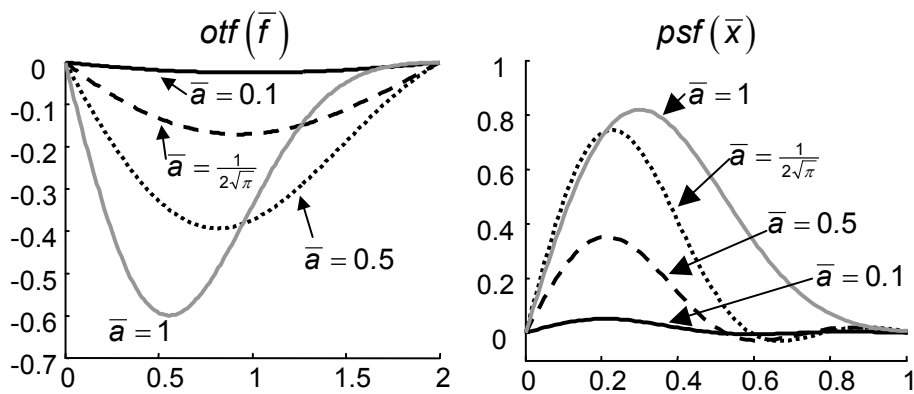 otf(f̅)
0
-0.1
-0.2
-0.3
-0.4
-0.5
-0.6
-0.7
0 0.5 1 1.5 2
a̅ = 0.1
a̅ = 1/2√π
a̅ = 0.5
a̅ = 1
psf(x̅)
1
0.8
0.6
0.4
0.2
0
0 0.2 0.4 0.6 0.8 1
a̅ = 1
a̅ = 1/2√π
a̅ = 0.5
a̅ = 0.1